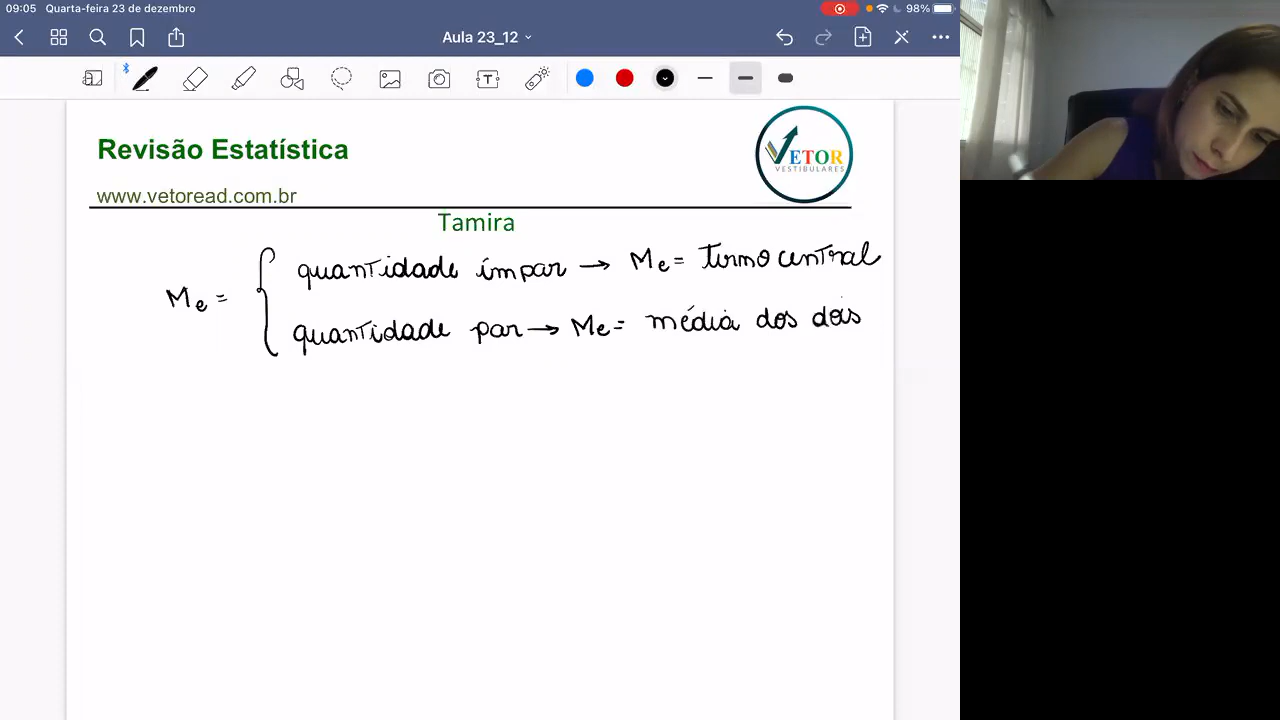 09:05 Quarta-feira 23 de dezembro 98%
Aula 23_12
T
Revisão Estatística
VETOR
VESTIBULARES
www.vetoread.com.br
Tamira
quantidade ímpar → Me = termo central
Me =
quantidade par → Me = média dos dois